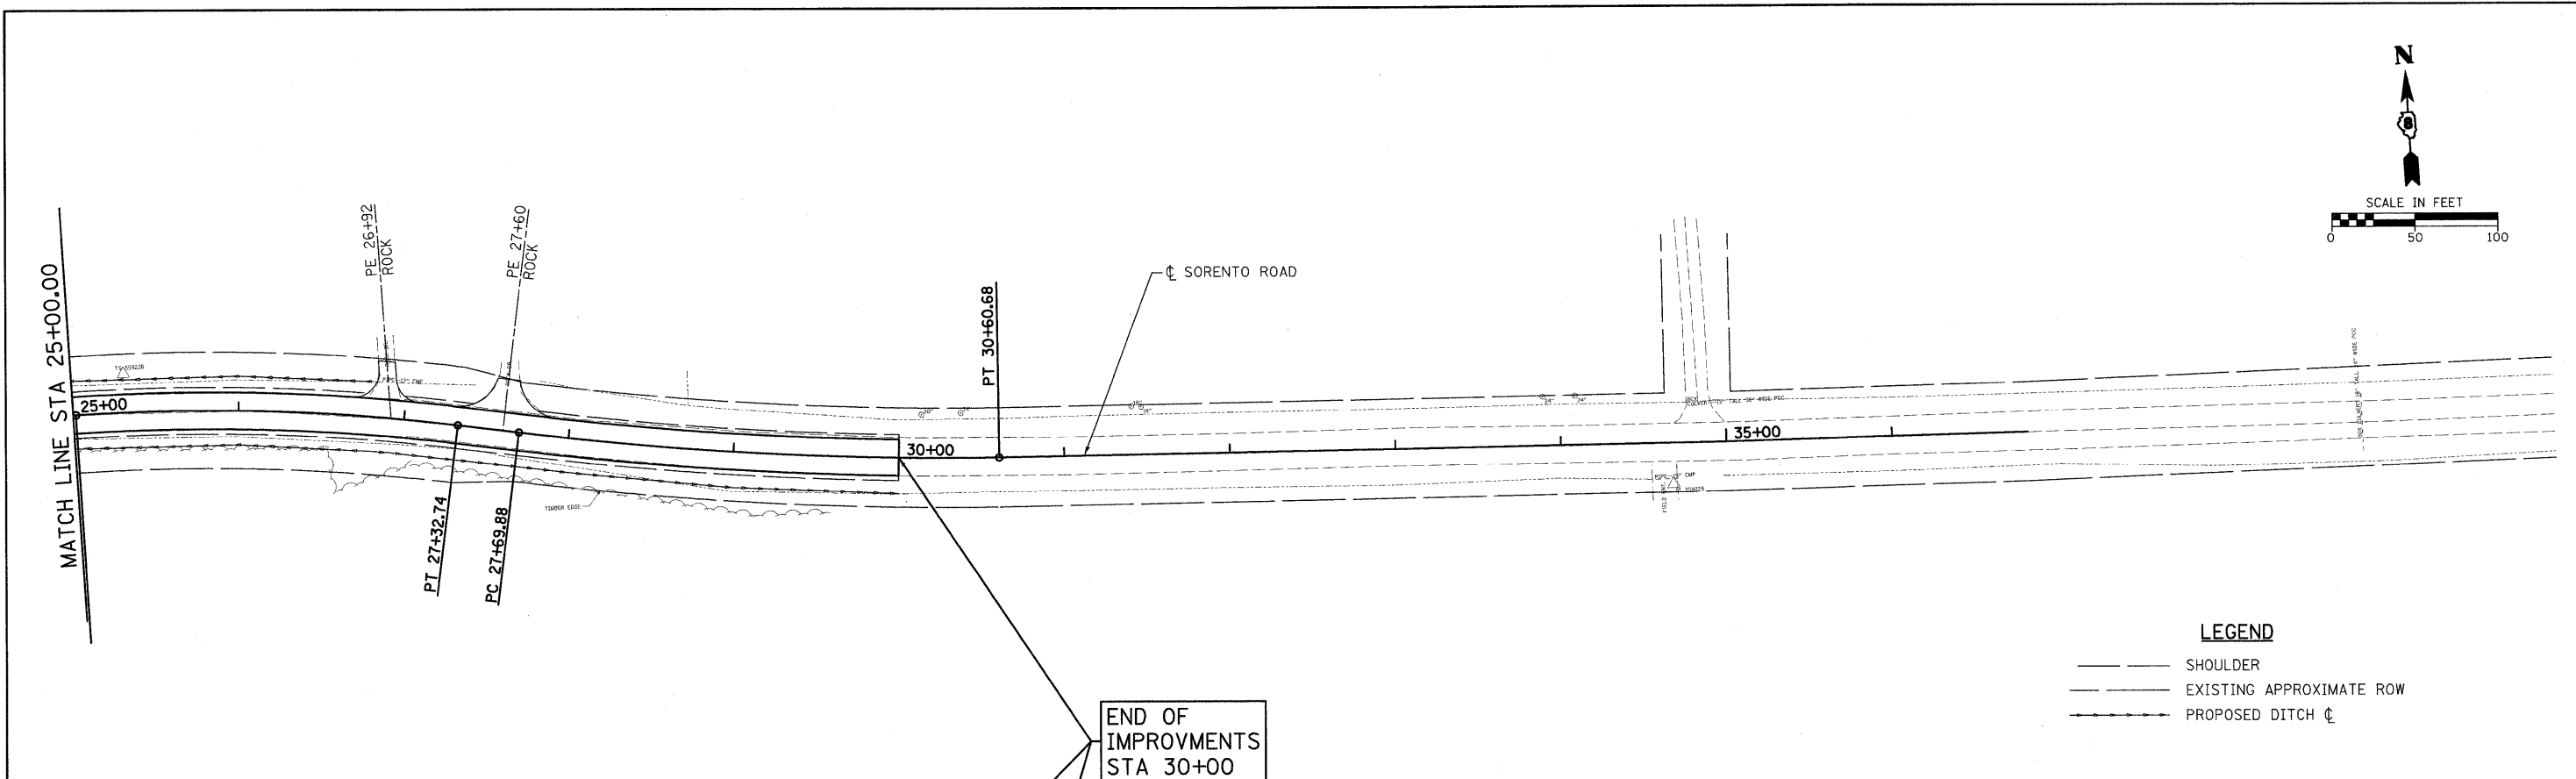 N
SCALE IN FEET
0 50 100
MATCH LINE STA 25+00.00
PE 26+92
ROCK
PE 27+60
ROCK
PT 30+60.68
℄ SORENTO ROAD
25+00
30+00
35+00
PT 27+32.74
PC 27+69.88
TIMBER EDGE
FIELD ENT.
END OF
IMPROVMENTS
STA 30+00
LEGEND
SHOULDER
EXISTING APPROXIMATE ROW
PROPOSED DITCH ℄